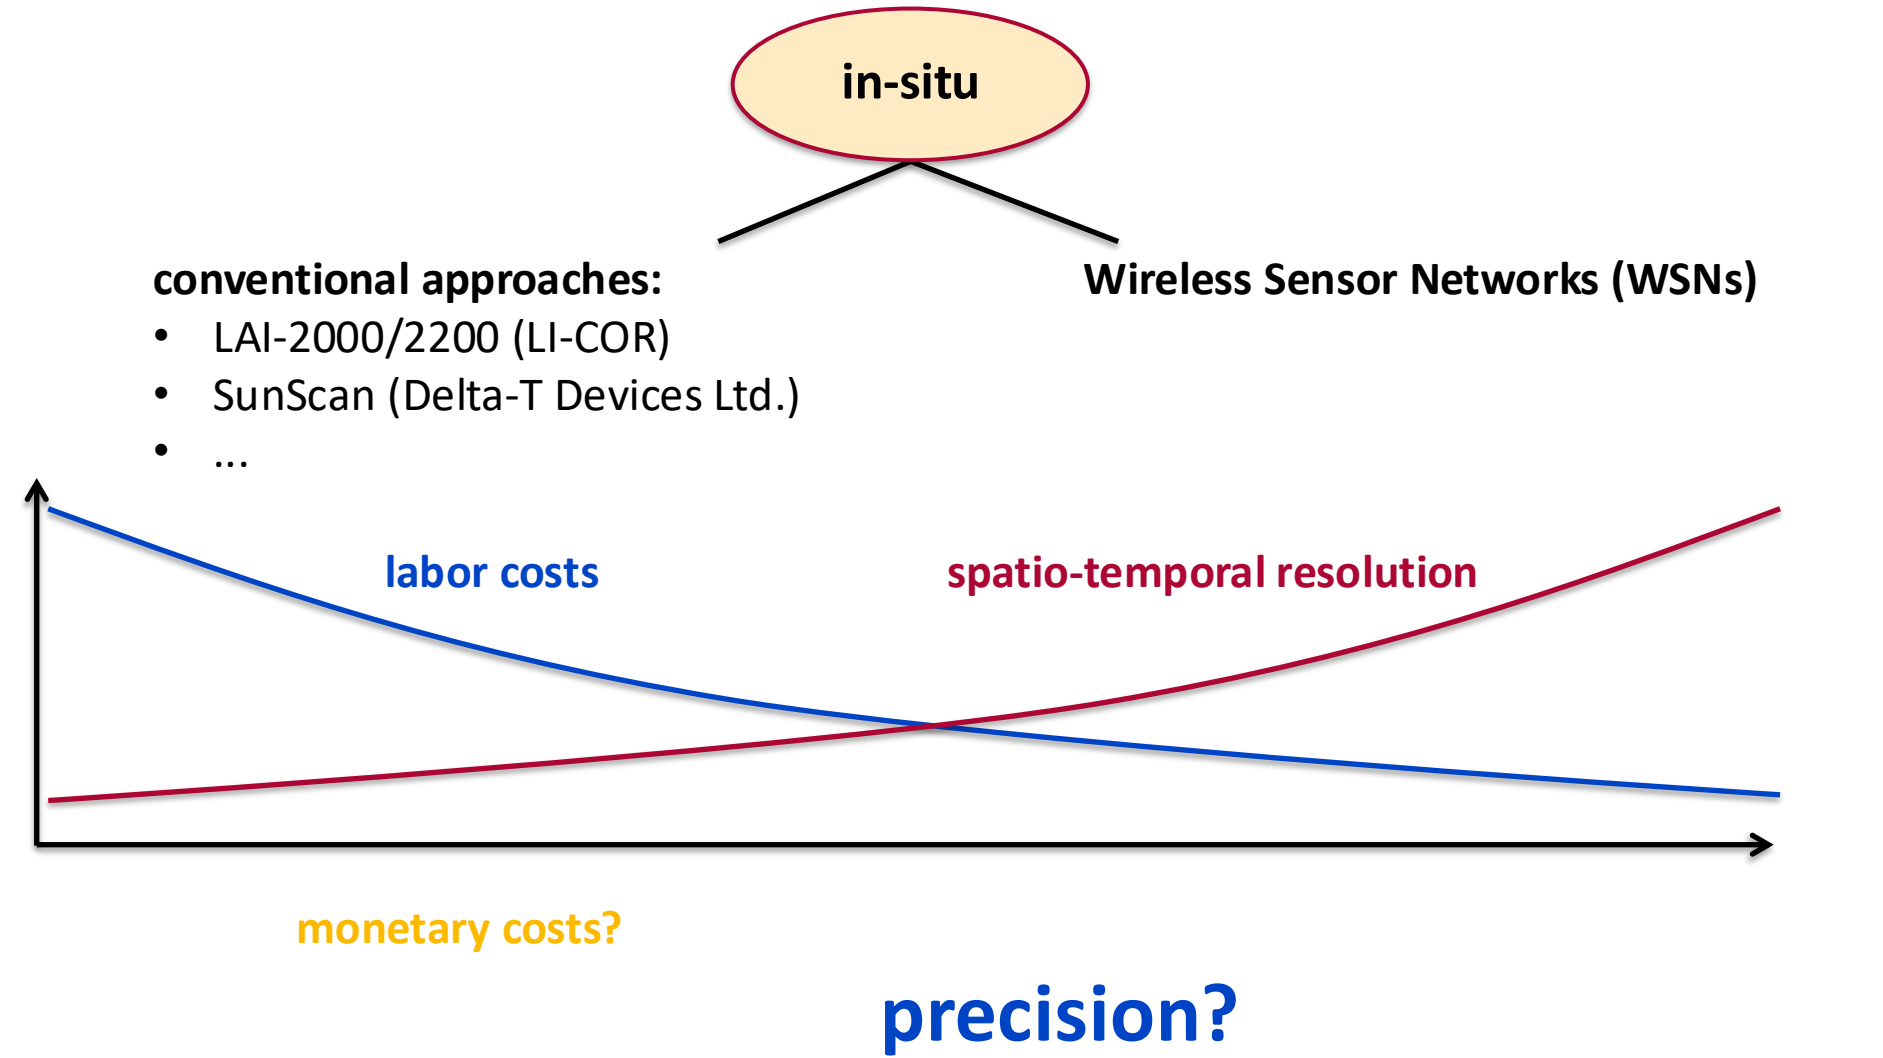 in-situ
conventional approaches:
• LAI-2000/2200 (LI-COR)
• SunScan (Delta-T Devices Ltd.)
• ...
Wireless Sensor Networks (WSNs)
labor costs
spatio-temporal resolution
monetary costs?
precision?